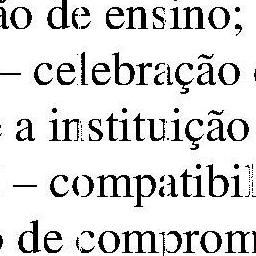 ão de ensino;
– celebração
a instituição
– compatibil
de comprom